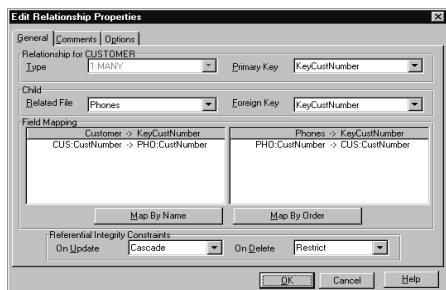 Edit Relationship Properties
General Comments Options
Relationship for CUSTOMER
Type 1:MANY Primary Key KeyCustNumber
Child
Related File Phones Foreign Key KeyCustNumber
Field Mapping
Customer -> KeyCustNumber Phones -> KeyCustNumber
CUS:CustNumber -> PHO:CustNumber PHO:CustNumber -> CUS:CustNumber
Map By Name Map By Order
Referential Integrity Constraints
On Update Cascade On Delete Restrict
OK Cancel Help